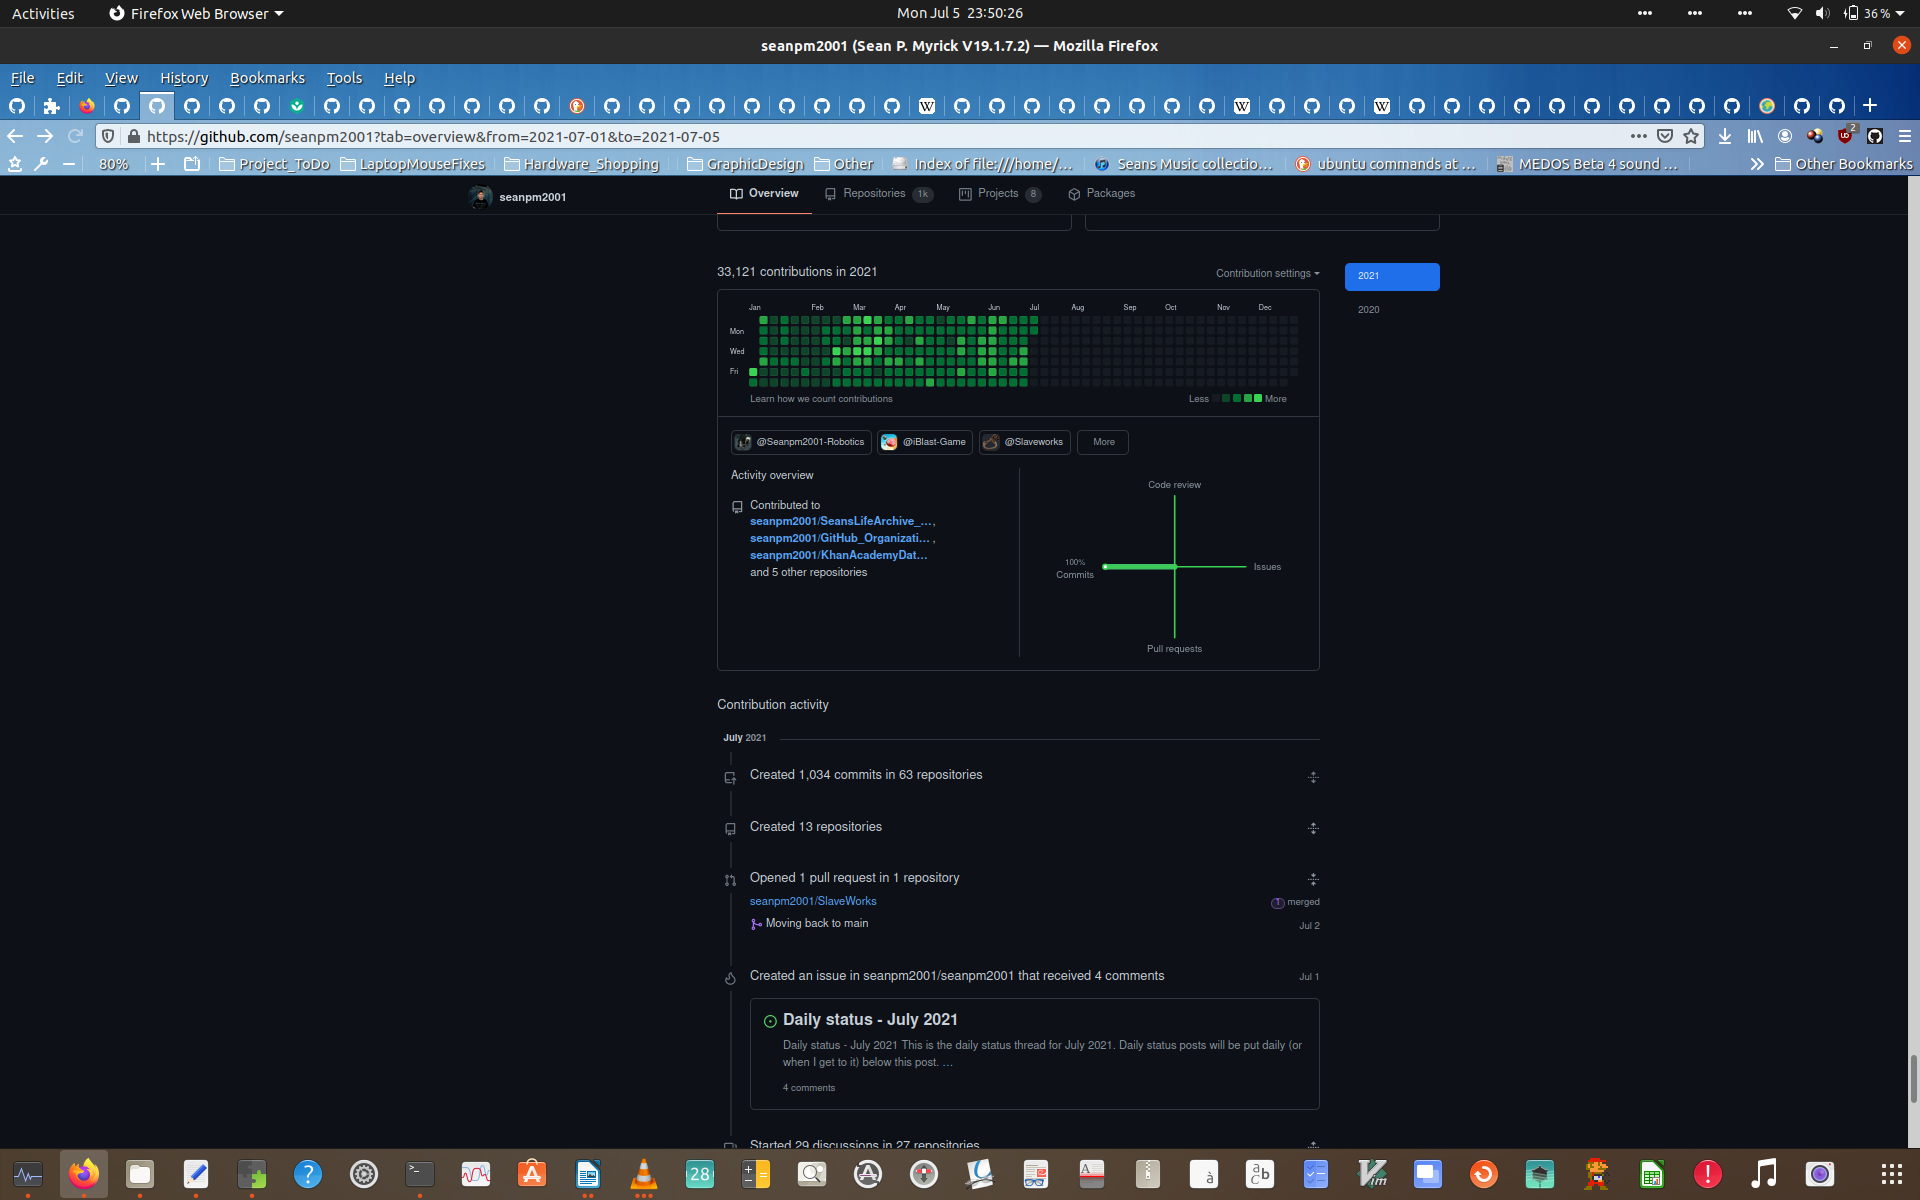 Activities
Firefox Web Browser
Mon Jul 5 23:50:26
36 %
seanpm2001 (Sean P. Myrick V19.1.7.2) — Mozilla Firefox
File Edit View History Bookmarks Tools Help
https://github.com/seanpm2001?tab=overview&from=2021-07-01&to=2021-07-05
2
80%
Project_ToDo
LaptopMouseFixes
Hardware_Shopping
GraphicDesign
Other
Index of file:///home/...
Seans Music collectio...
ubuntu commands at ...
MEDOS Beta 4 sound ...
Other Bookmarks
seanpm2001
Overview
Repositories 1k
Projects 8
Packages
33,121 contributions in 2021
Contribution settings
2021
2020
Jan Feb Mar Apr May Jun Jul Aug Sep Oct Nov Dec
Mon
Wed
Fri
Learn how we count contributions
Less More
@Seanpm2001-Robotics
@iBlast-Game
@Slaveworks
More
Activity overview
Contributed to
seanpm2001/SeansLifeArchive_...,
seanpm2001/GitHub_Organizati... ,
seanpm2001/KhanAcademyDat...
and 5 other repositories
Code review
100%
Commits
Issues
Pull requests
Contribution activity
July 2021
Created 1,034 commits in 63 repositories
Created 13 repositories
Opened 1 pull request in 1 repository
seanpm2001/SlaveWorks
1 merged
Moving back to main
Jul 2
Created an issue in seanpm2001/seanpm2001 that received 4 comments
Jul 1
Daily status - July 2021
Daily status - July 2021 This is the daily status thread for July 2021. Daily status posts will be put daily (or
when I get to it) below this post. …
4 comments
Started 29 discussions in 27 repositories
28